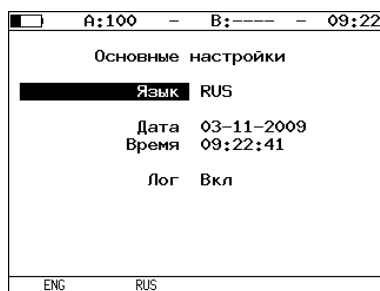 A:100 – B:---- – 09:22
Основные настройки
Язык RUS
Дата 03-11-2009
Время 09:22:41
Лог Вкл
ENG RUS